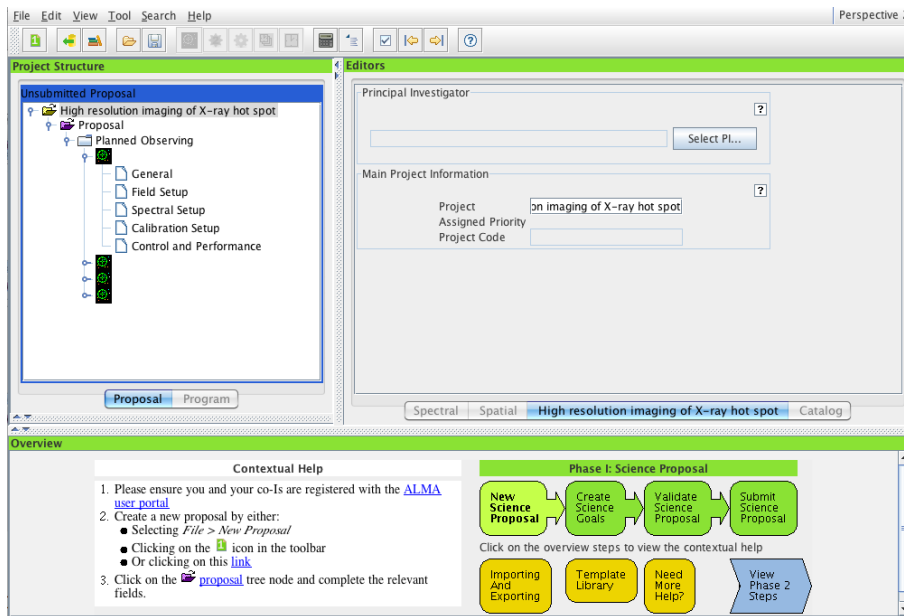 File Edit View Tool Search Help
Perspective
Project Structure
Unsubmitted Proposal
High resolution imaging of X-ray hot spot
Proposal
Planned Observing
General
Field Setup
Spectral Setup
Calibration Setup
Control and Performance
Proposal Program
Editors
Principal Investigator
?
Select PI...
Main Project Information
?
Project on imaging of X-ray hot spot
Assigned Priority
Project Code
Spectral Spatial High resolution imaging of X-ray hot spot Catalog
Overview
Contextual Help
1. Please ensure you and your co-Is are registered with the ALMA
user portal
2. Create a new proposal by either:
Selecting File > New Proposal
Clicking on the 1 icon in the toolbar
Or clicking on this link
3. Click on the proposal tree node and complete the relevant
fields.
Phase I: Science Proposal
New
Science
Proposal
Create
Science
Goals
Validate
Science
Proposal
Submit
Science
Proposal
Click on the overview steps to view the contextual help
Importing
And
Exporting
Template
Library
Need
More
Help?
View
Phase 2
Steps